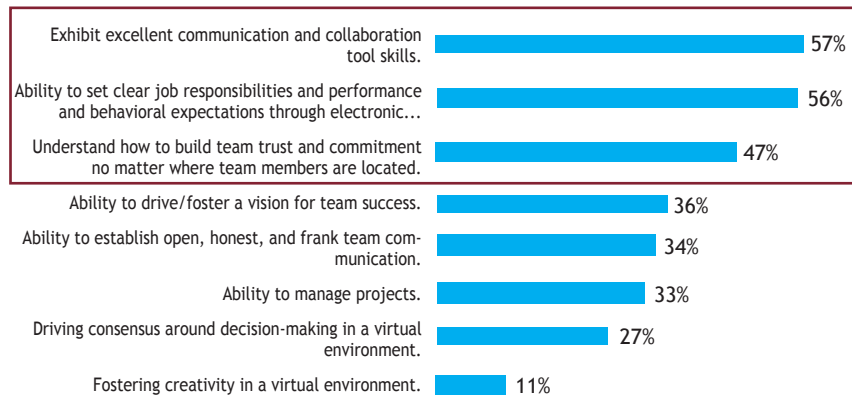 Exhibit excellent communication and collaboration
tool skills.
57%
Ability to set clear job responsibilities and performance
and behavioral expectations through electronic...
56%
Understand how to build team trust and commitment
no matter where team members are located.
47%
Ability to drive/foster a vision for team success.
36%
Ability to establish open, honest, and frank team com-
munication.
34%
Ability to manage projects.
33%
Driving consensus around decision-making in a virtual
environment.
27%
Fostering creativity in a virtual environment.
11%